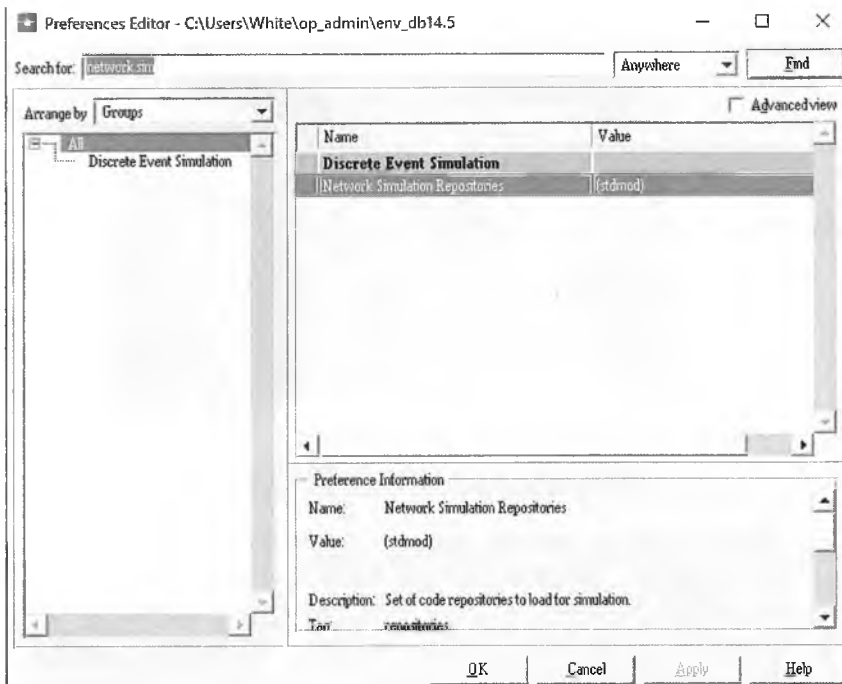 Preferences Editor - C:\Users\White\op_admin\env_db14.5
Search for: network sim Anywhere Find
Arrange by Groups
Advanced view
All
Discrete Event Simulation
Name Value
Discrete Event Simulation
Network Simulation Repositories (stdmod)
Preference Information
Name: Network Simulation Repositories
Value: (stdmod)
Description: Set of code repositories to load for simulation.
Tag: repositories
OK Cancel Apply Help